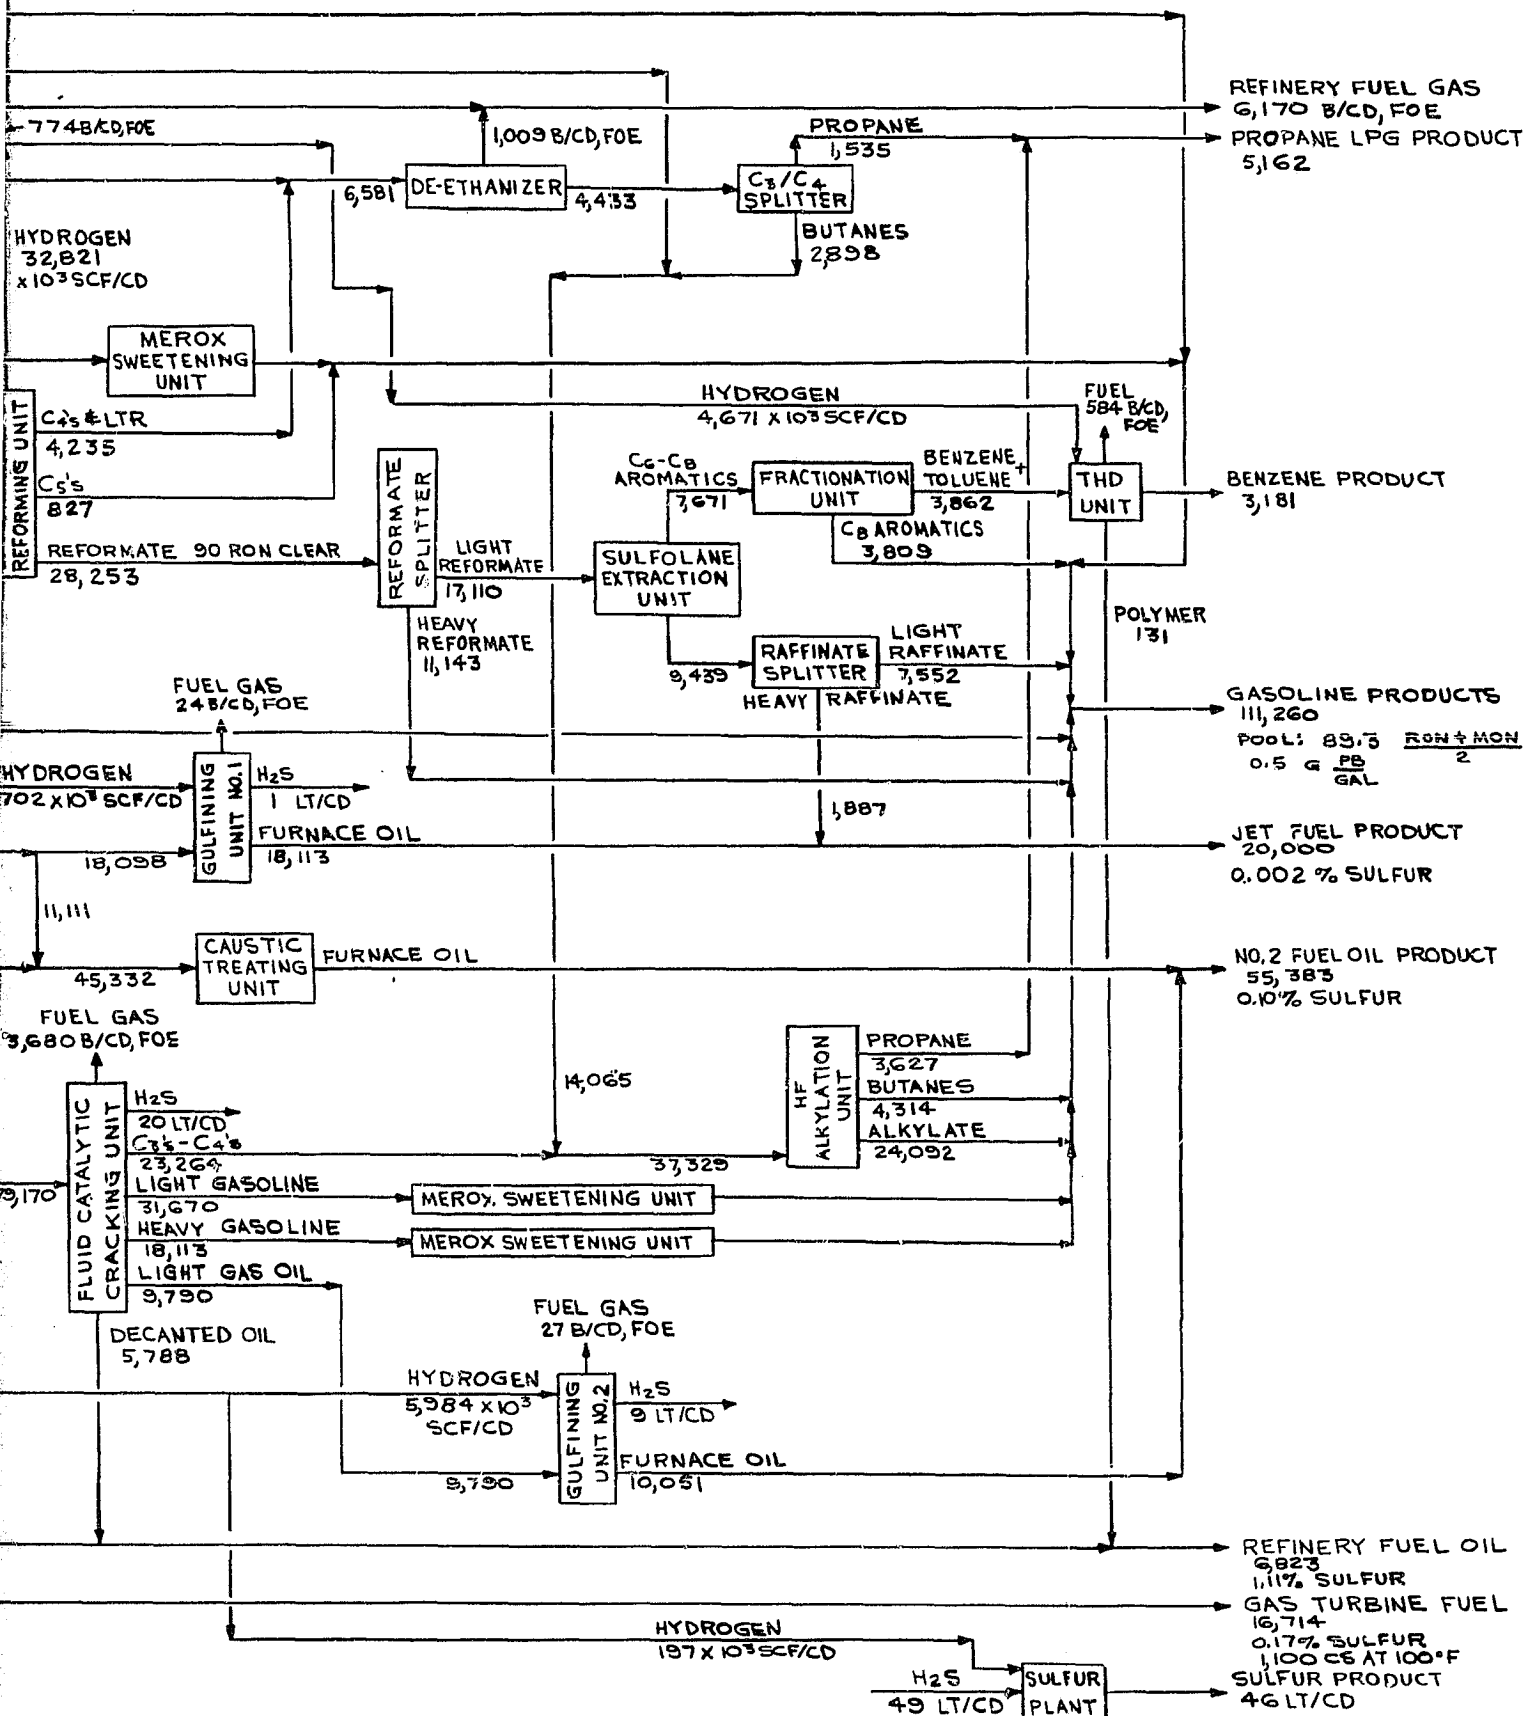 REFINERY FUEL GAS
6,170 B/CD, FOE
774 B/CD, FOE
1,009 B/CD, FOE
PROPANE
1,535
PROPANE LPG PRODUCT
5,162
6,581
DE-ETHANIZER
4,433
C3/C4
SPLITTER
BUTANES
2,898
HYDROGEN
32,821
x10³ SCF/CD
MEROX
SWEETENING
UNIT
HYDROGEN
4,671 x 10³ SCF/CD
FUEL
584 B/CD,
FOE
REFORMING UNIT
C4's & LTR
4,235
C5's
827
REFORMATE 90 RON CLEAR
28,253
REFORMATE
SPLITTER
LIGHT
REFORMATE
17,110
HEAVY
REFORMATE
11,143
SULFOLANE
EXTRACTION
UNIT
C6-C8
AROMATICS
7,671
FRACTIONATION
UNIT
BENZENE +
TOLUENE
3,862
C8 AROMATICS
3,809
THD
UNIT
BENZENE PRODUCT
3,181
POLYMER
131
9,439
RAFFINATE
SPLITTER
LIGHT
RAFFINATE
7,552
HEAVY RAFFINATE
1,887
GASOLINE PRODUCTS
111,260
POOL: 89.3 RON + MON
2
0.5 G PB
GAL
FUEL GAS
24 B/CD, FOE
HYDROGEN
702 x 10³ SCF/CD
GULFINING
UNIT NO.1
H2S
1 LT/CD
FURNACE OIL
18,113
18,098
JET FUEL PRODUCT
20,000
0.002 % SULFUR
11,111
45,332
CAUSTIC
TREATING
UNIT
FURNACE OIL
NO. 2 FUEL OIL PRODUCT
55,383
0.10% SULFUR
FUEL GAS
3,680 B/CD, FOE
FLUID CATALYTIC
CRACKING UNIT
H2S
20 LT/CD
C3's-C4's
23,264
LIGHT GASOLINE
31,670
HEAVY GASOLINE
18,113
LIGHT GAS OIL
9,790
DECANTED OIL
5,788
79,170
14,065
37,329
HF
ALKYLATION
UNIT
PROPANE
3,627
BUTANES
4,314
ALKYLATE
24,092
MEROX SWEETENING UNIT
MEROX SWEETENING UNIT
FUEL GAS
27 B/CD, FOE
HYDROGEN
5,984 x 10³
SCF/CD
9,790
GULFINING
UNIT NO.2
H2S
9 LT/CD
FURNACE OIL
10,051
REFINERY FUEL OIL
6,823
1.11% SULFUR
GAS TURBINE FUEL
16,714
0.17% SULFUR
1,100 CS AT 100°F
HYDROGEN
197 x 10³ SCF/CD
H2S
49 LT/CD
SULFUR
PLANT
SULFUR PRODUCT
46 LT/CD